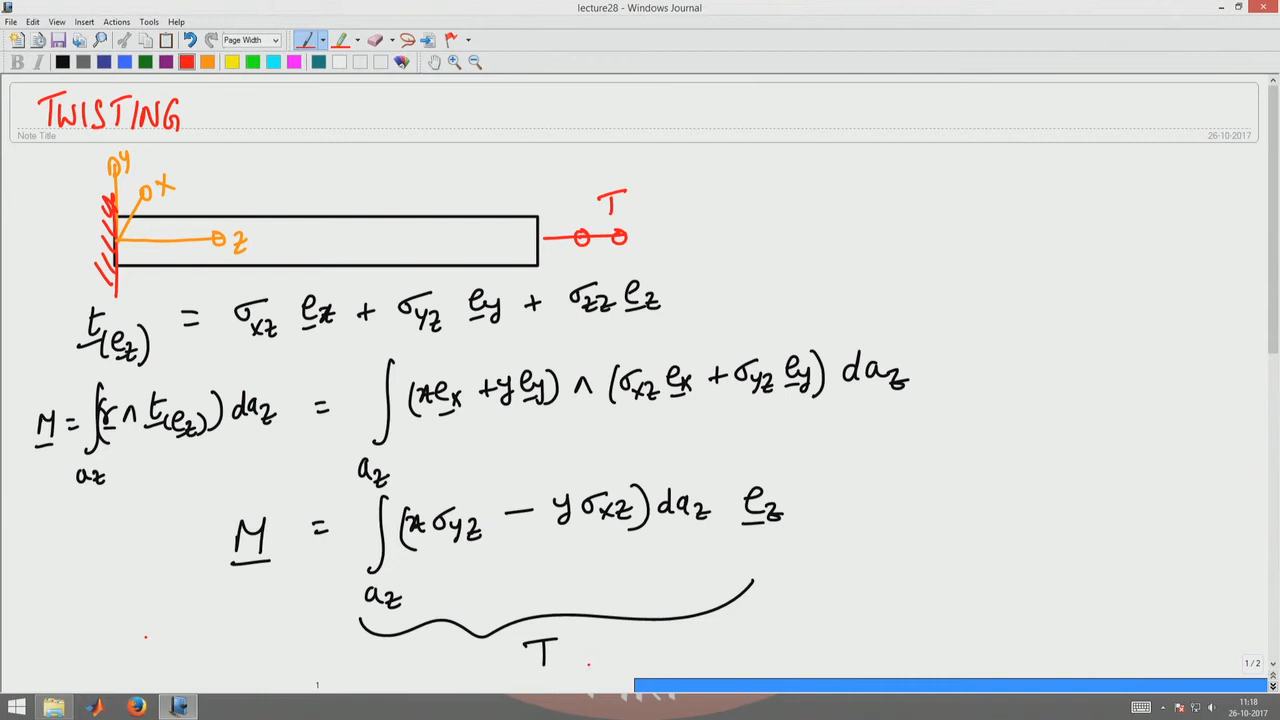 lecture28 - Windows Journal
File Edit View Insert Actions Tools Help
Page Width
B I
TWISTING
Note Title
26-10-2017
y
x
z
T
t(ez) = σxz ex + σyz ey + σzz ez
M = ∫az (r ∧ t(ez)) daz = ∫az (x ex + y ey) ∧ (σxz ex + σyz ey) daz
M = ∫az (x σyz − y σxz) daz ez
T
1/2
1
11:18
26-10-2017